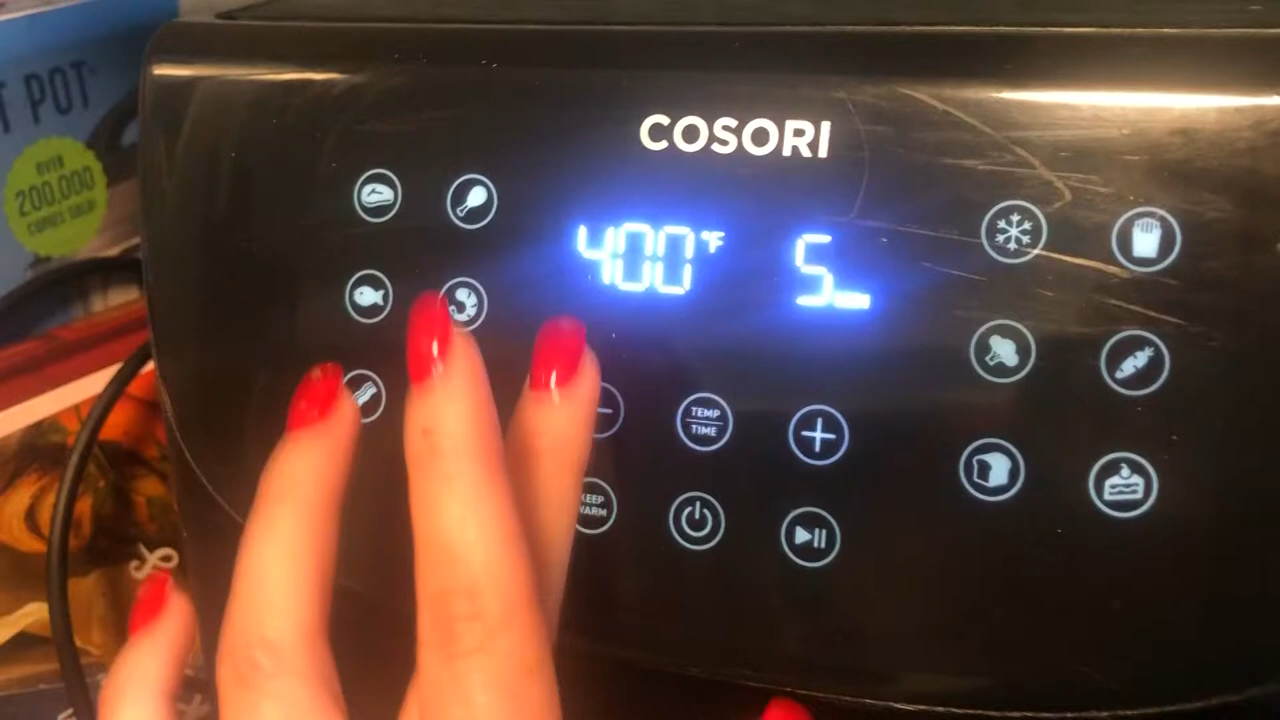 T POT
OVER
200,000
COPIES SOLD!
COSORI
400°F 5
TEMP
TIME
KEEP
WARM